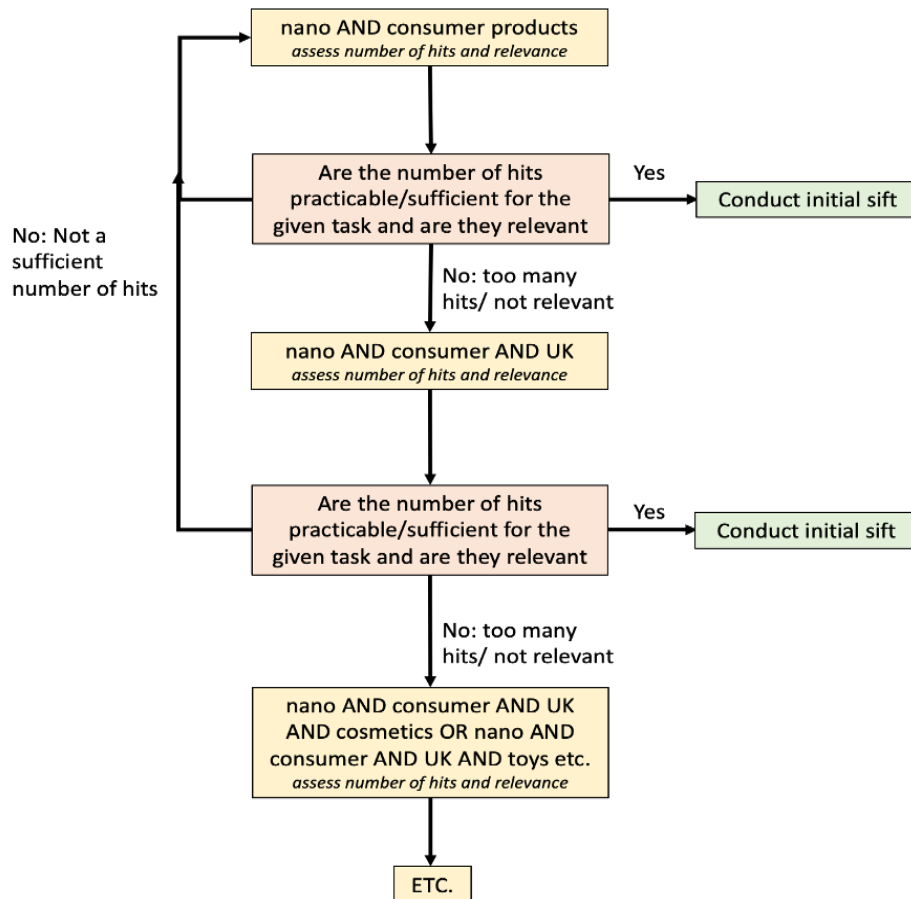 nano AND consumer products
assess number of hits and relevance
Are the number of hits
practicable/sufficient for the
given task and are they relevant
Yes
Conduct initial sift
No: Not a
sufficient
number of hits
No: too many
hits/ not relevant
nano AND consumer AND UK
assess number of hits and relevance
Are the number of hits
practicable/sufficient for the
given task and are they relevant
Yes
Conduct initial sift
No: too many
hits/ not relevant
nano AND consumer AND UK
AND cosmetics OR nano AND
consumer AND UK AND toys etc.
assess number of hits and relevance
ETC.